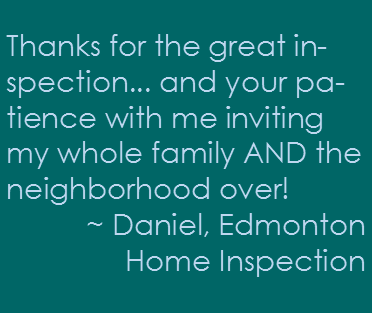 Thanks for the great in-
spection... and your pa-
tience with me inviting
my whole family AND the
neighborhood over!
~ Daniel, Edmonton
Home Inspection